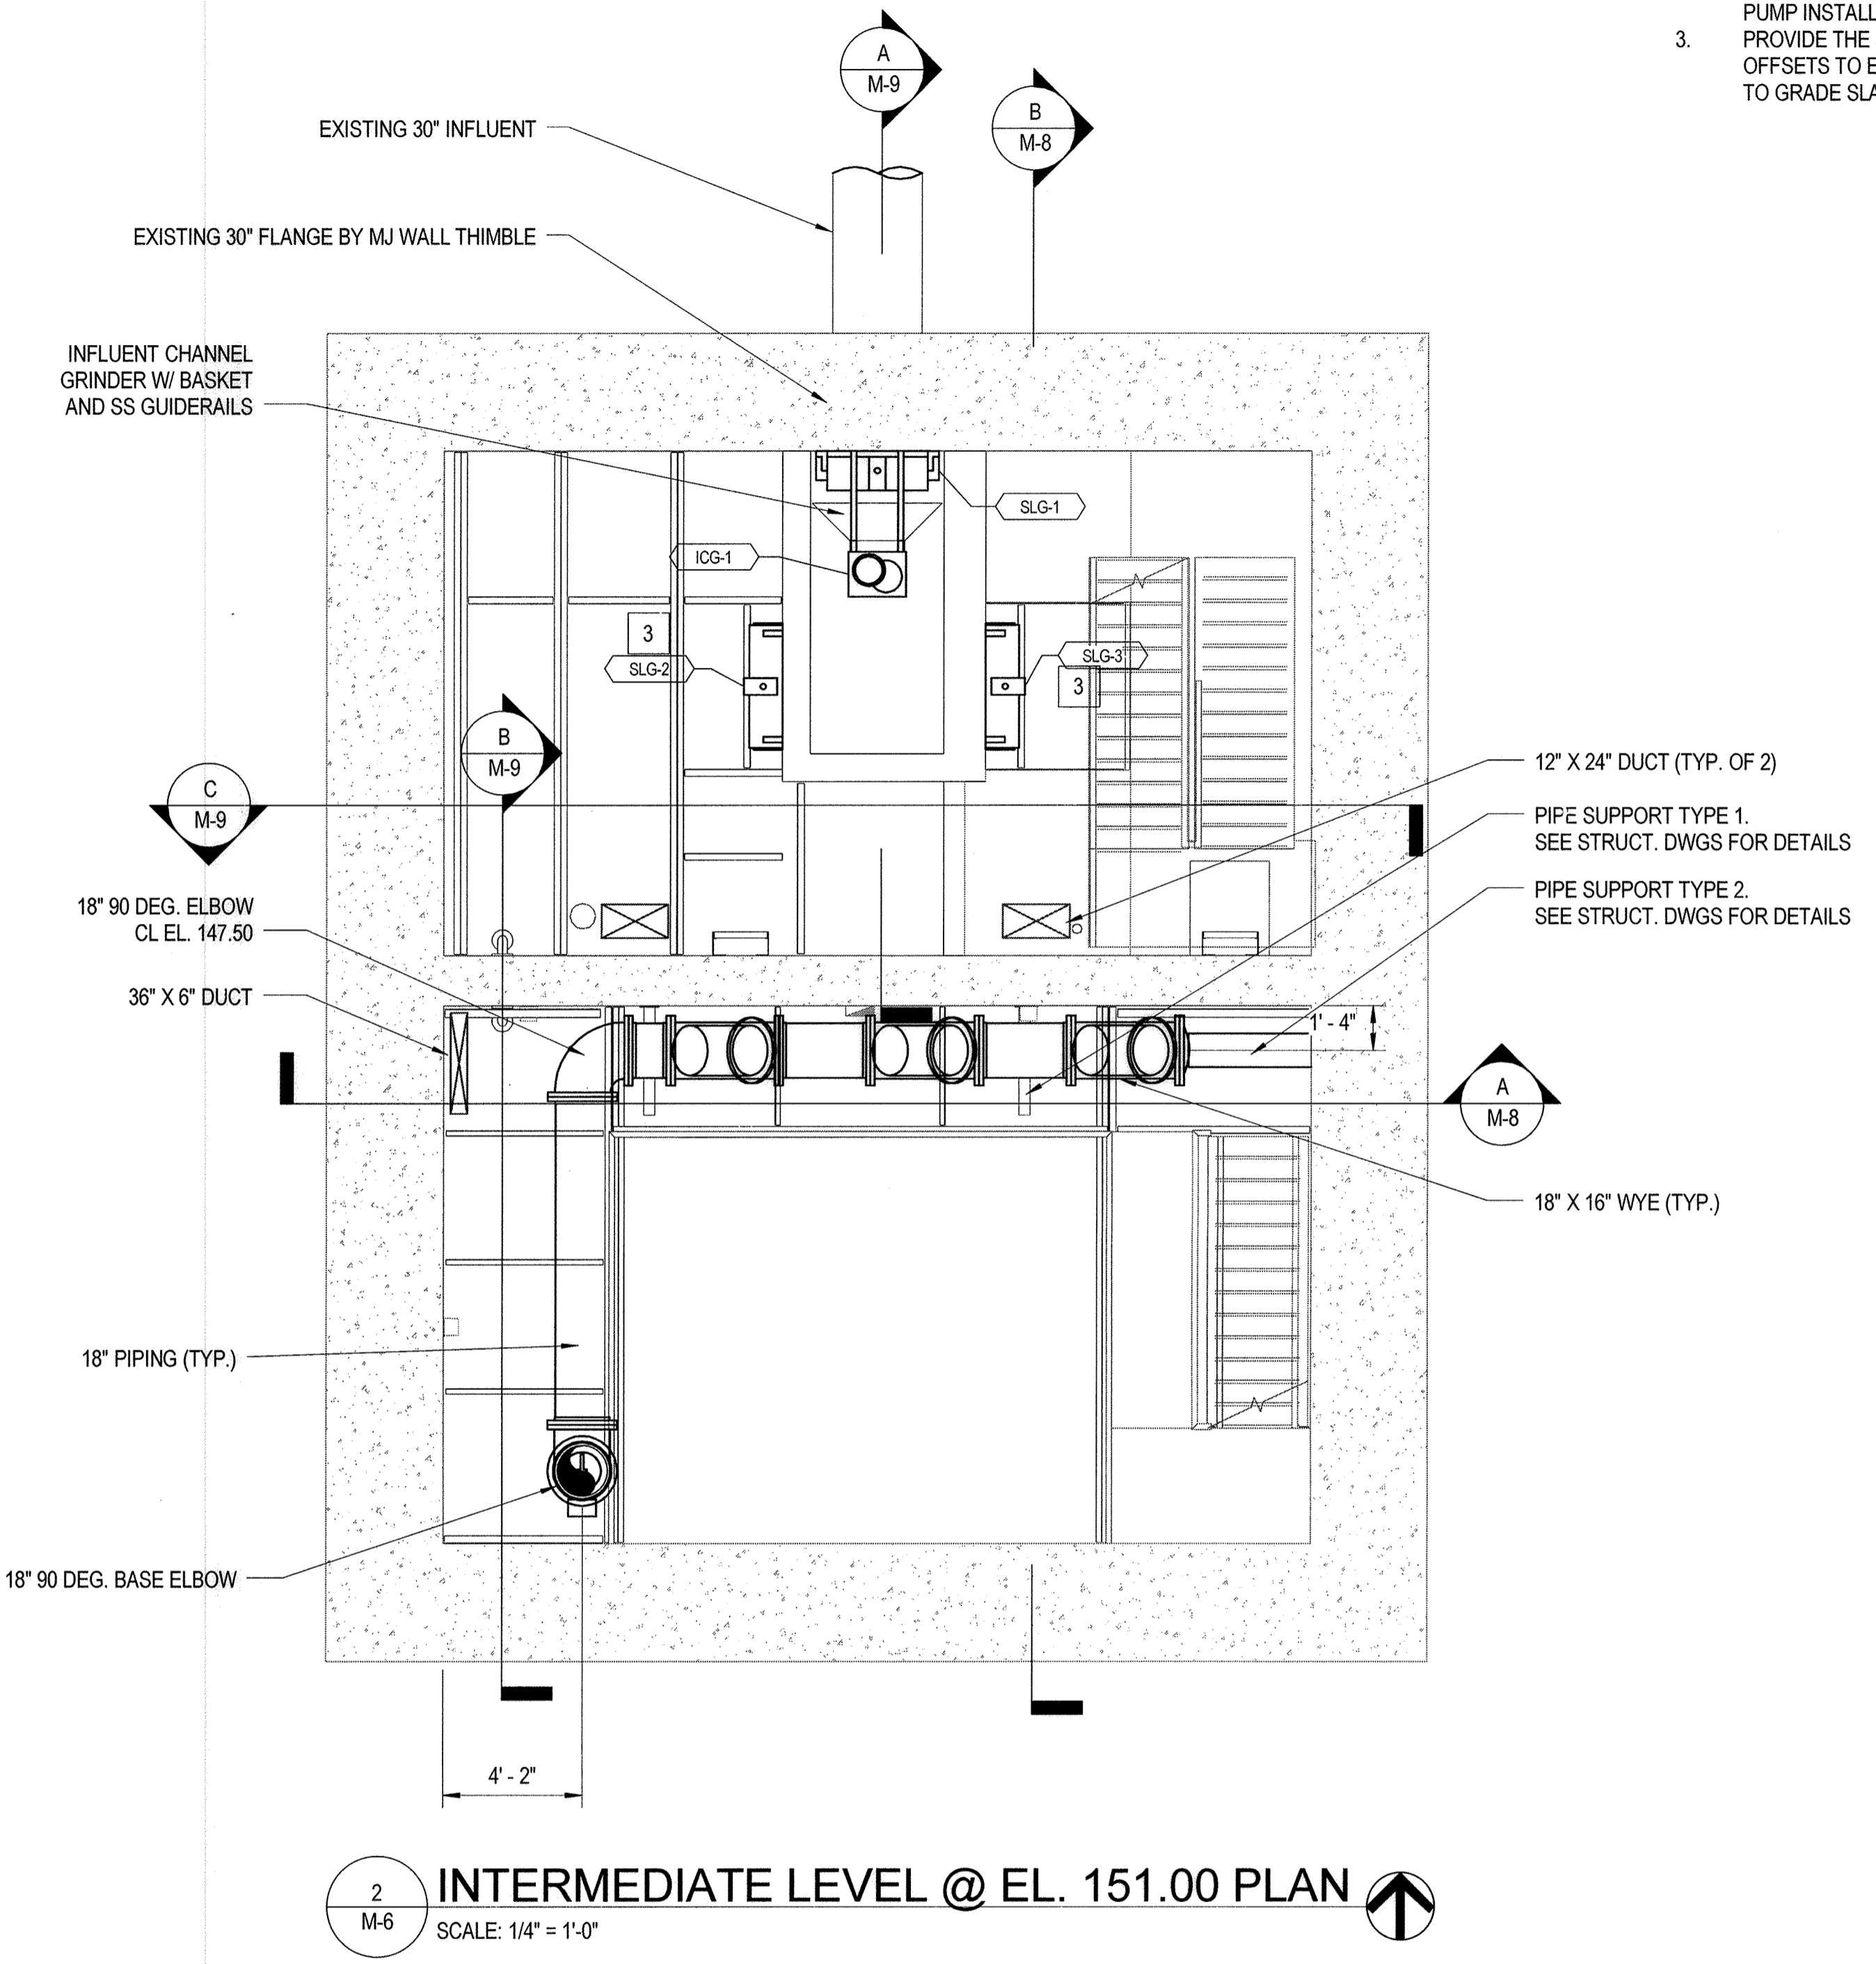 PUMP INSTALL
3. PROVIDE THE
OFFSETS TO E
TO GRADE SLA
A
M-9
B
M-8
EXISTING 30" INFLUENT
EXISTING 30" FLANGE BY MJ WALL THIMBLE
INFLUENT CHANNEL
GRINDER W/ BASKET
AND SS GUIDERAILS
SLG-1
ICG-1
3
SLG-2
SLG-3
3
B
M-9
C
M-9
12" X 24" DUCT (TYP. OF 2)
PIPE SUPPORT TYPE 1.
SEE STRUCT. DWGS FOR DETAILS
PIPE SUPPORT TYPE 2.
SEE STRUCT. DWGS FOR DETAILS
18" 90 DEG. ELBOW
CL EL. 147.50
36" X 6" DUCT
1' - 4"
A
M-8
18" X 16" WYE (TYP.)
18" PIPING (TYP.)
18" 90 DEG. BASE ELBOW
4' - 2"
2
M-6
INTERMEDIATE LEVEL @ EL. 151.00 PLAN
SCALE: 1/4" = 1'-0"